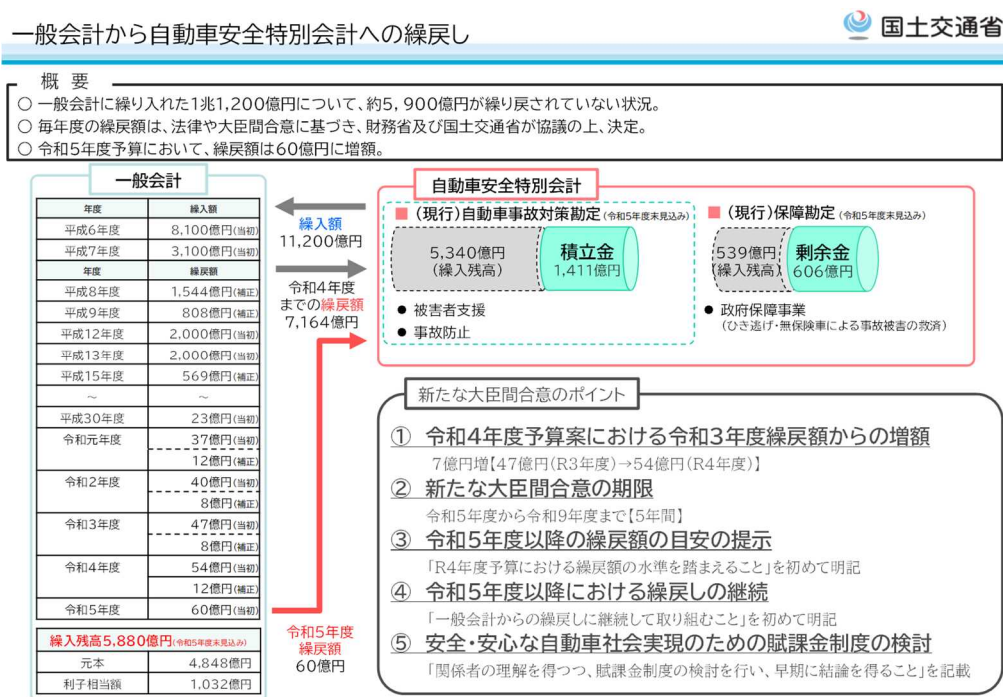 一般会計から自動車安全特別会計への繰戻し
国土交通省
概 要
○ 一般会計に繰り入れた1兆1,200億円について、約5，900億円が繰り戻されていない状況。
○ 毎年度の繰戻額は、法律や大臣間合意に基づき、財務省及び国土交通省が協議の上、決定。
○ 令和5年度予算において、繰戻額は60億円に増額。
一般会計
年度 繰入額
平成6年度 8,100億円(当初)
平成7年度 3,100億円(当初)
年度 繰戻額
平成8年度 1,544億円(補正)
平成9年度 808億円(補正)
平成12年度 2,000億円(当初)
平成13年度 2,000億円(当初)
平成15年度 569億円(補正)
～ ～
平成30年度 23億円(当初)
令和元年度 37億円(当初)
12億円(補正)
令和2年度 40億円(当初)
8億円(補正)
令和3年度 47億円(当初)
8億円(補正)
令和4年度 54億円(当初)
12億円(補正)
令和5年度 60億円(当初)
繰入残高5,880億円(令和5年度末見込み)
元本 4,848億円
利子相当額 1,032億円
繰入額
11,200億円
令和4年度
までの繰戻額
7,164億円
令和5年度
繰戻額
60億円
自動車安全特別会計
■ (現行)自動車事故対策勘定(令和5年度末見込み)
5,340億円
(繰入残高)
積立金
1,411億円
● 被害者支援
● 事故防止
■ (現行)保障勘定(令和5年度末見込み)
539億円
(繰入残高)
剰余金
606億円
● 政府保障事業
(ひき逃げ・無保険車による事故被害の救済)
新たな大臣間合意のポイント
① 令和4年度予算案における令和3年度繰戻額からの増額
7億円増【47億円(R3年度)→54億円(R4年度)】
② 新たな大臣間合意の期限
令和5年度から令和9年度まで【5年間】
③ 令和5年度以降の繰戻額の目安の提示
「R4年度予算における繰戻額の水準を踏まえること」を初めて明記
④ 令和5年度以降における繰戻しの継続
「一般会計からの繰戻しに継続して取り組むこと」を初めて明記
⑤ 安全・安心な自動車社会実現のための賦課金制度の検討
「関係者の理解を得つつ、賦課金制度の検討を行い、早期に結論を得ること」を記載